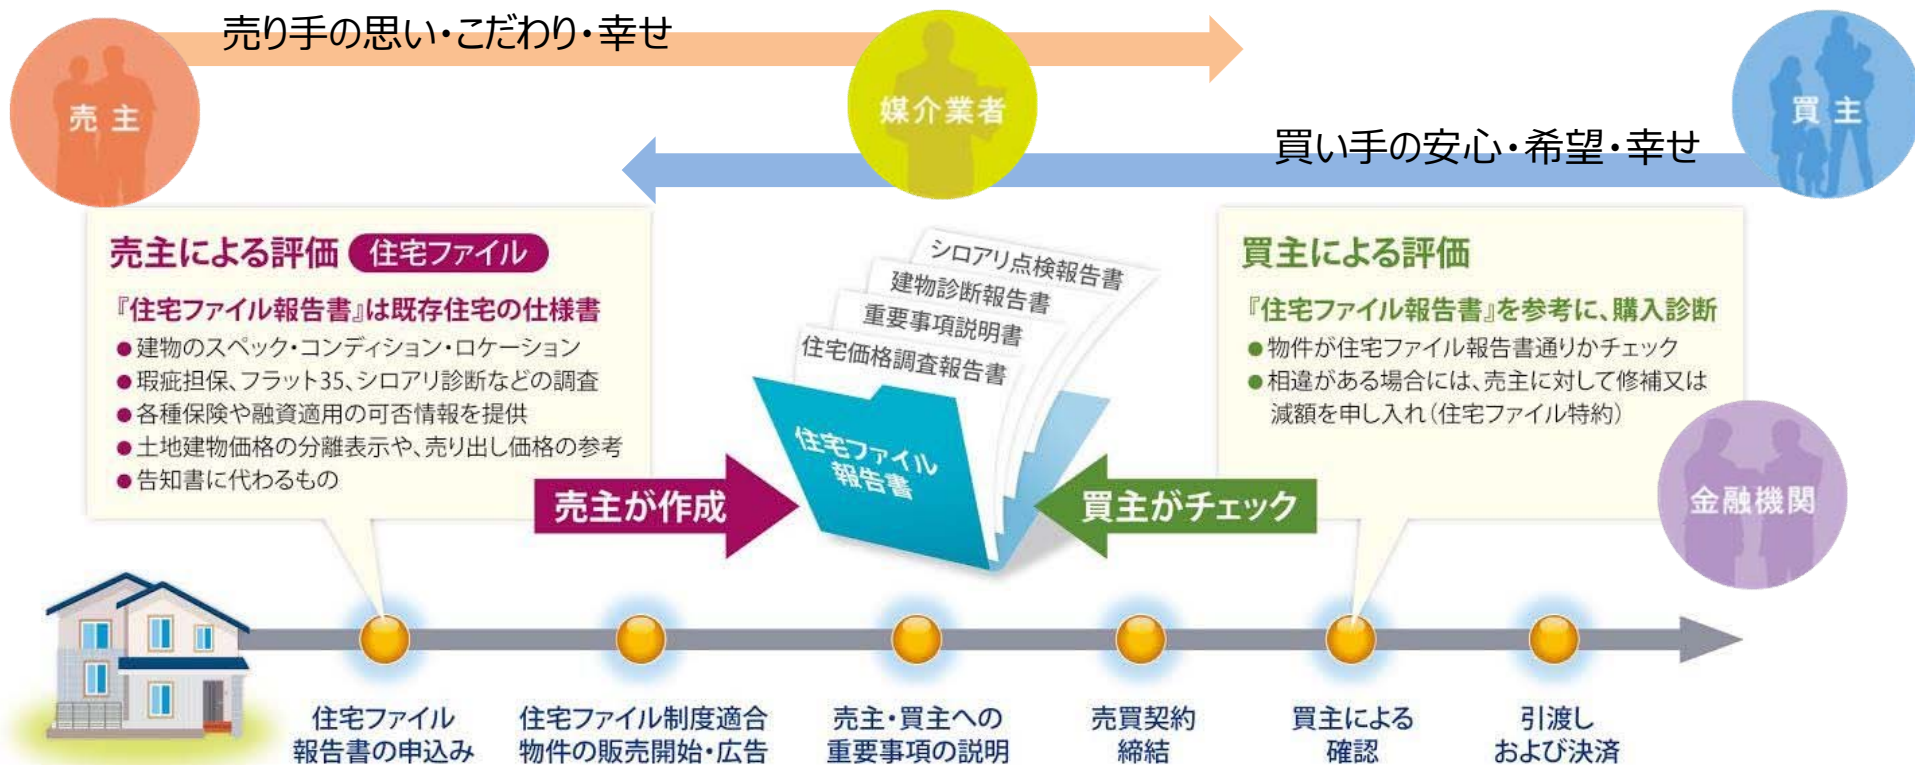 売り手の思い・こだわり・幸せ
売主
媒介業者
買主
買い手の安心・希望・幸せ
売主による評価 住宅ファイル
『住宅ファイル報告書』は既存住宅の仕様書
●建物のスペック・コンディション・ロケーション
●瑕疵担保、フラット35、シロアリ診断などの調査
●各種保険や融資適用の可否情報を提供
●土地建物価格の分離表示や、売り出し価格の参考
●告知書に代わるもの
売主が作成
シロアリ点検報告書
建物診断報告書
重要事項説明書
住宅価格調査報告書
住宅ファイル
報告書
買主による評価
『住宅ファイル報告書』を参考に、購入診断
●物件が住宅ファイル報告書通りかチェック
●相違がある場合には、売主に対して修補又は
減額を申し入れ(住宅ファイル特約)
買主がチェック
金融機関
住宅ファイル
報告書の申込み
住宅ファイル制度適合
物件の販売開始・広告
売主・買主への
重要事項の説明
売買契約
締結
買主による
確認
引渡し
および決済